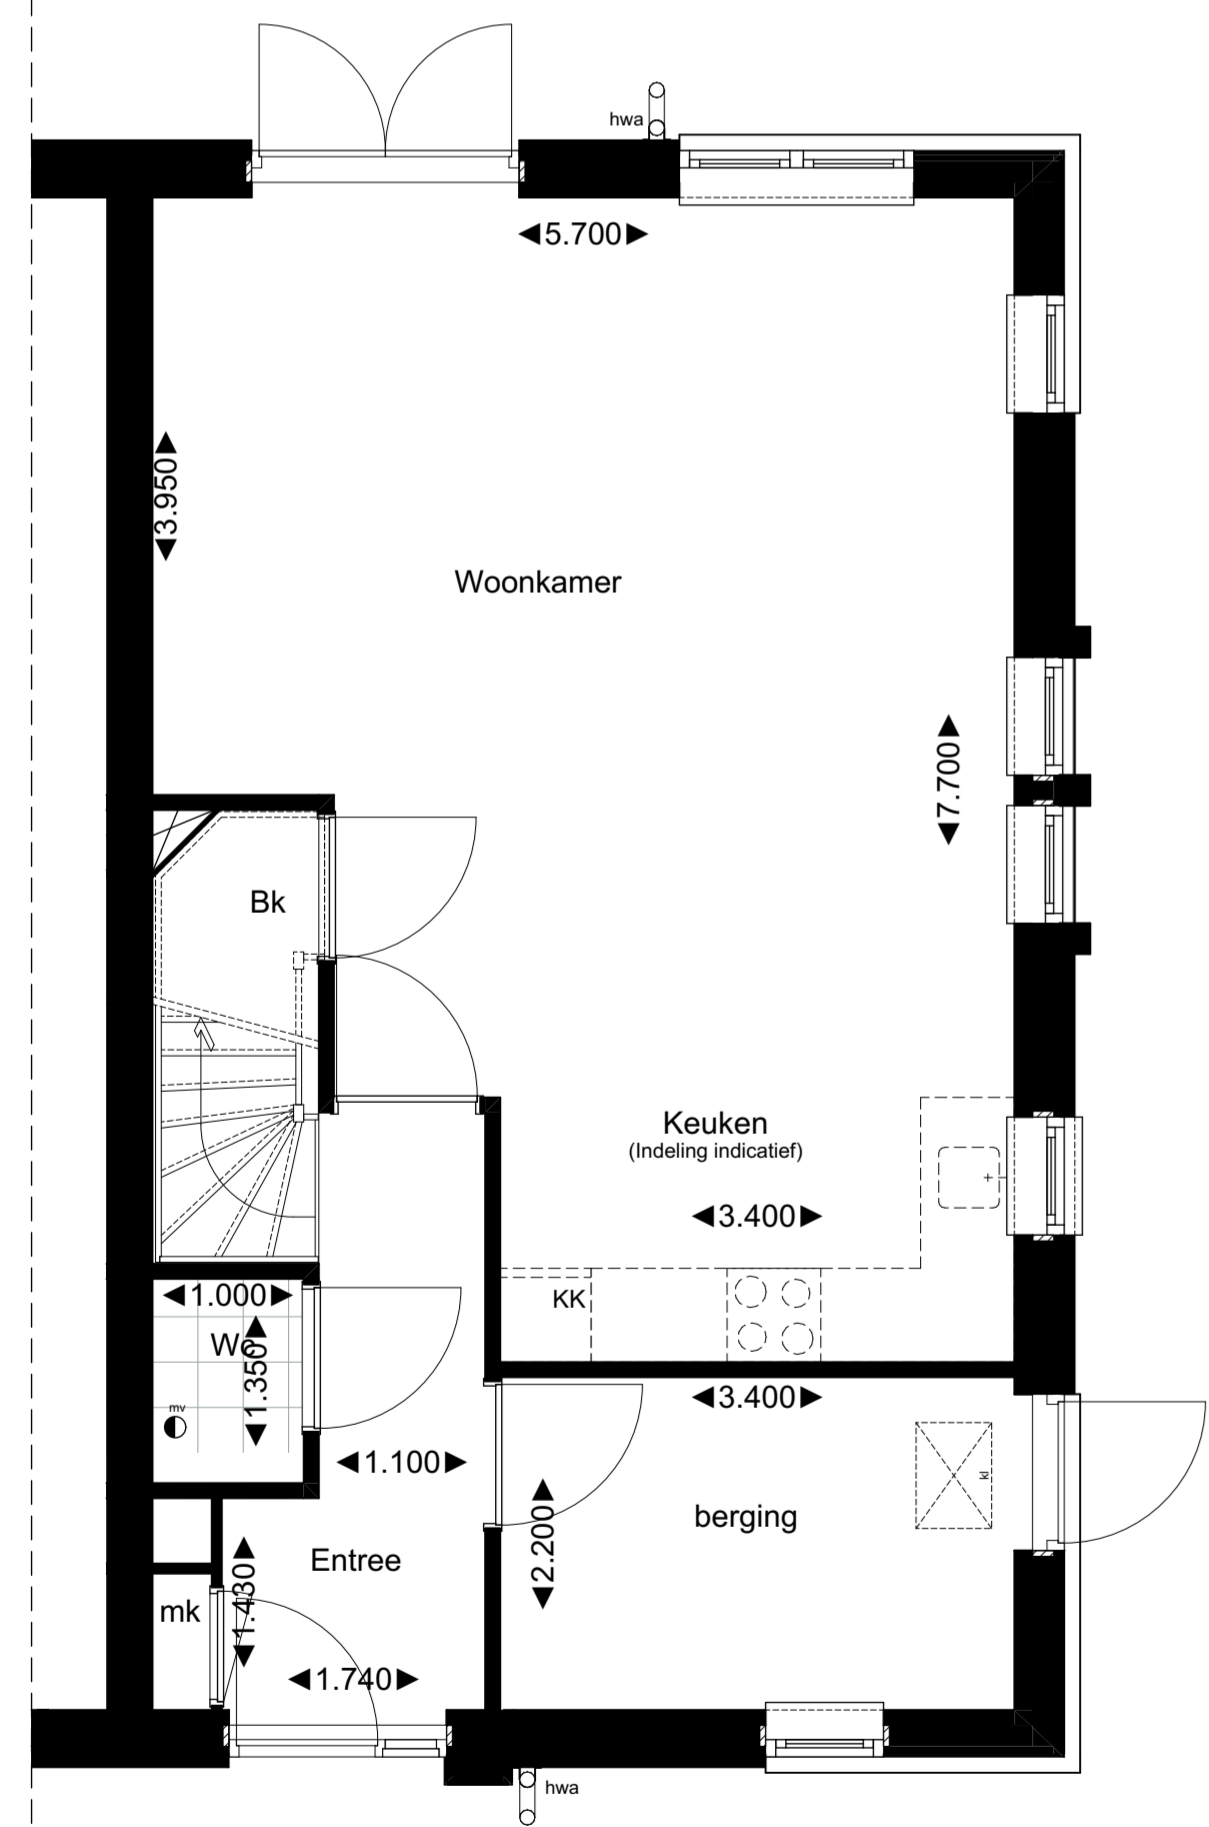 hwa
5.700
3.950
Woonkamer
7.700
Bk
Keuken
(Indeling indicatief)
3.400
KK
1.000
Wc
1.350
mv
3.400
1.100
kl
berging
2.200
Entree
1.430
mk
1.740
hwa